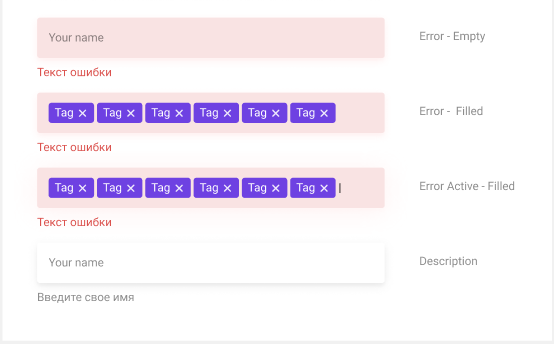 Your name Error - Empty
Текст ошибки
Tag Tag Tag Tag Tag Tag Error - Filled
Текст ошибки
Tag Tag Tag Tag Tag Tag Error Active - Filled
Текст ошибки
Your name Description
Введите свое имя